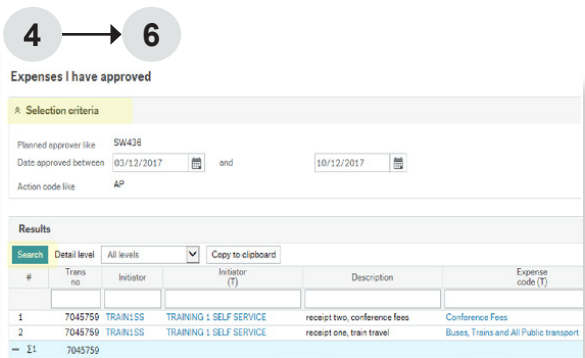 4 6
Expenses I have approved
Selection criteria
Planned approver like SW436
Date approved between 03/12/2017 and 10/12/2017
Action code like AP
Results
Search Detail level All levels Copy to clipboard
# Trans no Initiator Initiator (T) Description Expense code (T)
1 7045759 TRAIN1SS TRAINING 1 SELF SERVICE receipt two, conference fees Conference Fees
2 7045759 TRAIN1SS TRAINING 1 SELF SERVICE receipt one, train travel Buses, Trains and All Public transport
− Σ1 7045759